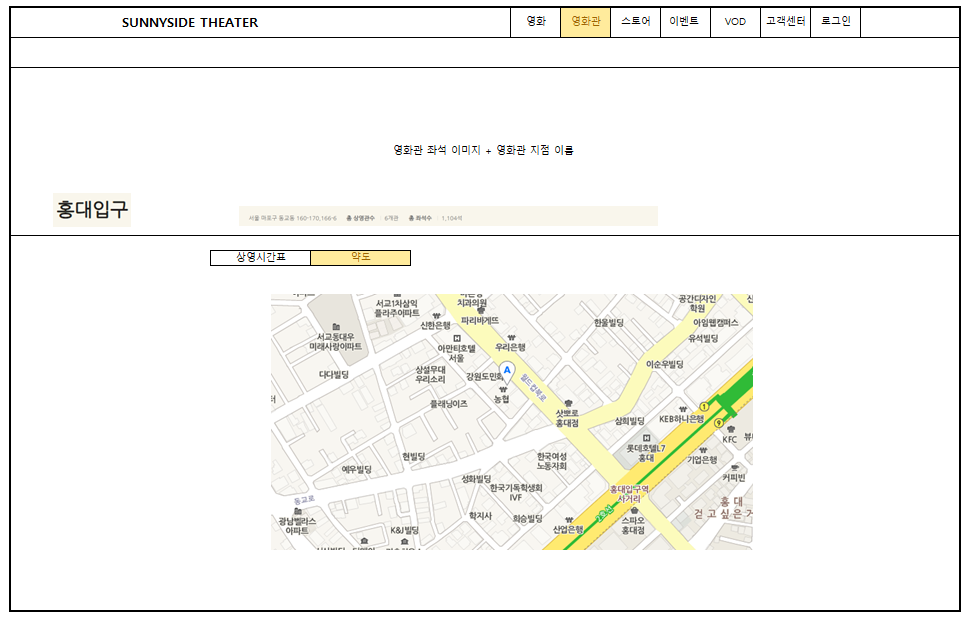 SUNNYSIDE THEATER
영화
영화관
스토어
이벤트
VOD
고객센터
로그인
영화관 좌석 이미지 + 영화관 지점 이름
홍대입구
서울 마포구 동교동 160-170,166-6 총 상영관수 : 6개관 총 좌석수 : 1,104석
상영시간표
약도
치과의원
공간디자인
학원
서교1차삼익
플라주아파트
파리바게뜨
신한은행
한율빌딩
아임웹캠퍼스
유석빌딩
서교동대우
미래사랑아파트
아만티호텔
서울
우리은행
이순우빌딩
다다빌딩
상설무대
우리소리
강원도민회
A
월드컵북로
농협
플래닝이즈
삿뽀로
홍대점
삼희빌딩
KEB하나은행
1
9
KFC
롯데호텔L7
홍대
기업은행
현빌딩
예우빌딩
한국여성
노동자회
커피빈
성화빌딩
한국기독학생회
IVF
홍대입구역
사거리
홍대
걷고싶은거
동교로
경남빌라스
아파트
학지사
희승빌딩
K&J빌딩
산업은행
스파오
홍대점
2호선